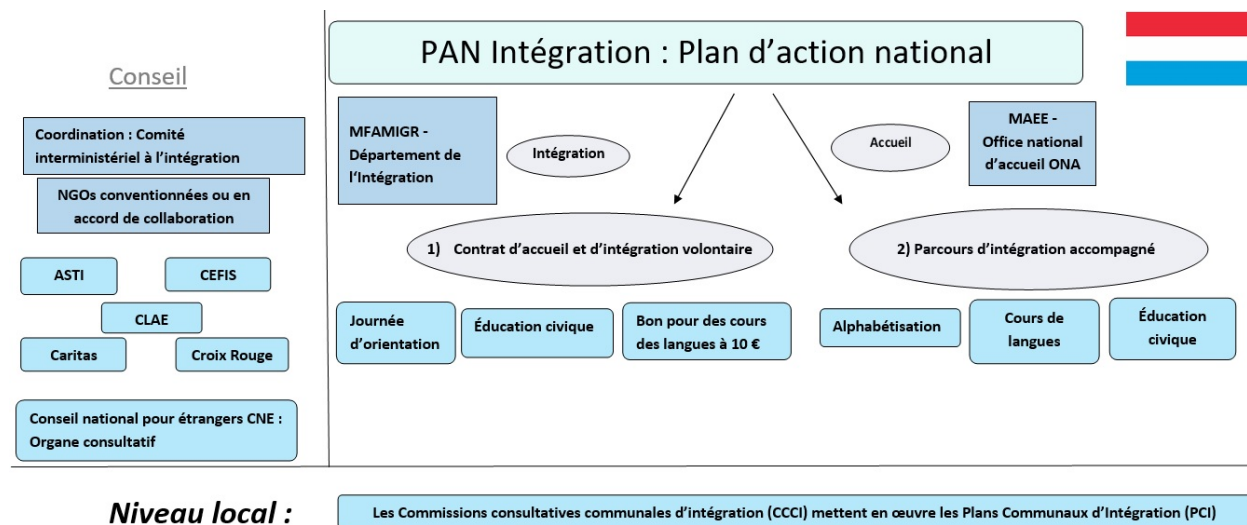 PAN Intégration : Plan d'action national
Conseil
Coordination : Comité
interministériel à l'intégration
NGOs conventionnées ou en
accord de collaboration
ASTI
CEFIS
CLAE
Caritas
Croix Rouge
Conseil national pour étrangers CNE :
Organe consultatif
MFAMIGR -
Département de
l'Intégration
Intégration
Accueil
MAEE -
Office national
d'accueil ONA
1) Contrat d'accueil et d'intégration volontaire
2) Parcours d'intégration accompagné
Journée
d'orientation
Éducation civique
Bon pour des cours
des langues à 10 €
Alphabétisation
Cours de
langues
Éducation
civique
Niveau local :
Les Commissions consultatives communales d'intégration (CCCI) mettent en œuvre les Plans Communaux d'Intégration (PCI)